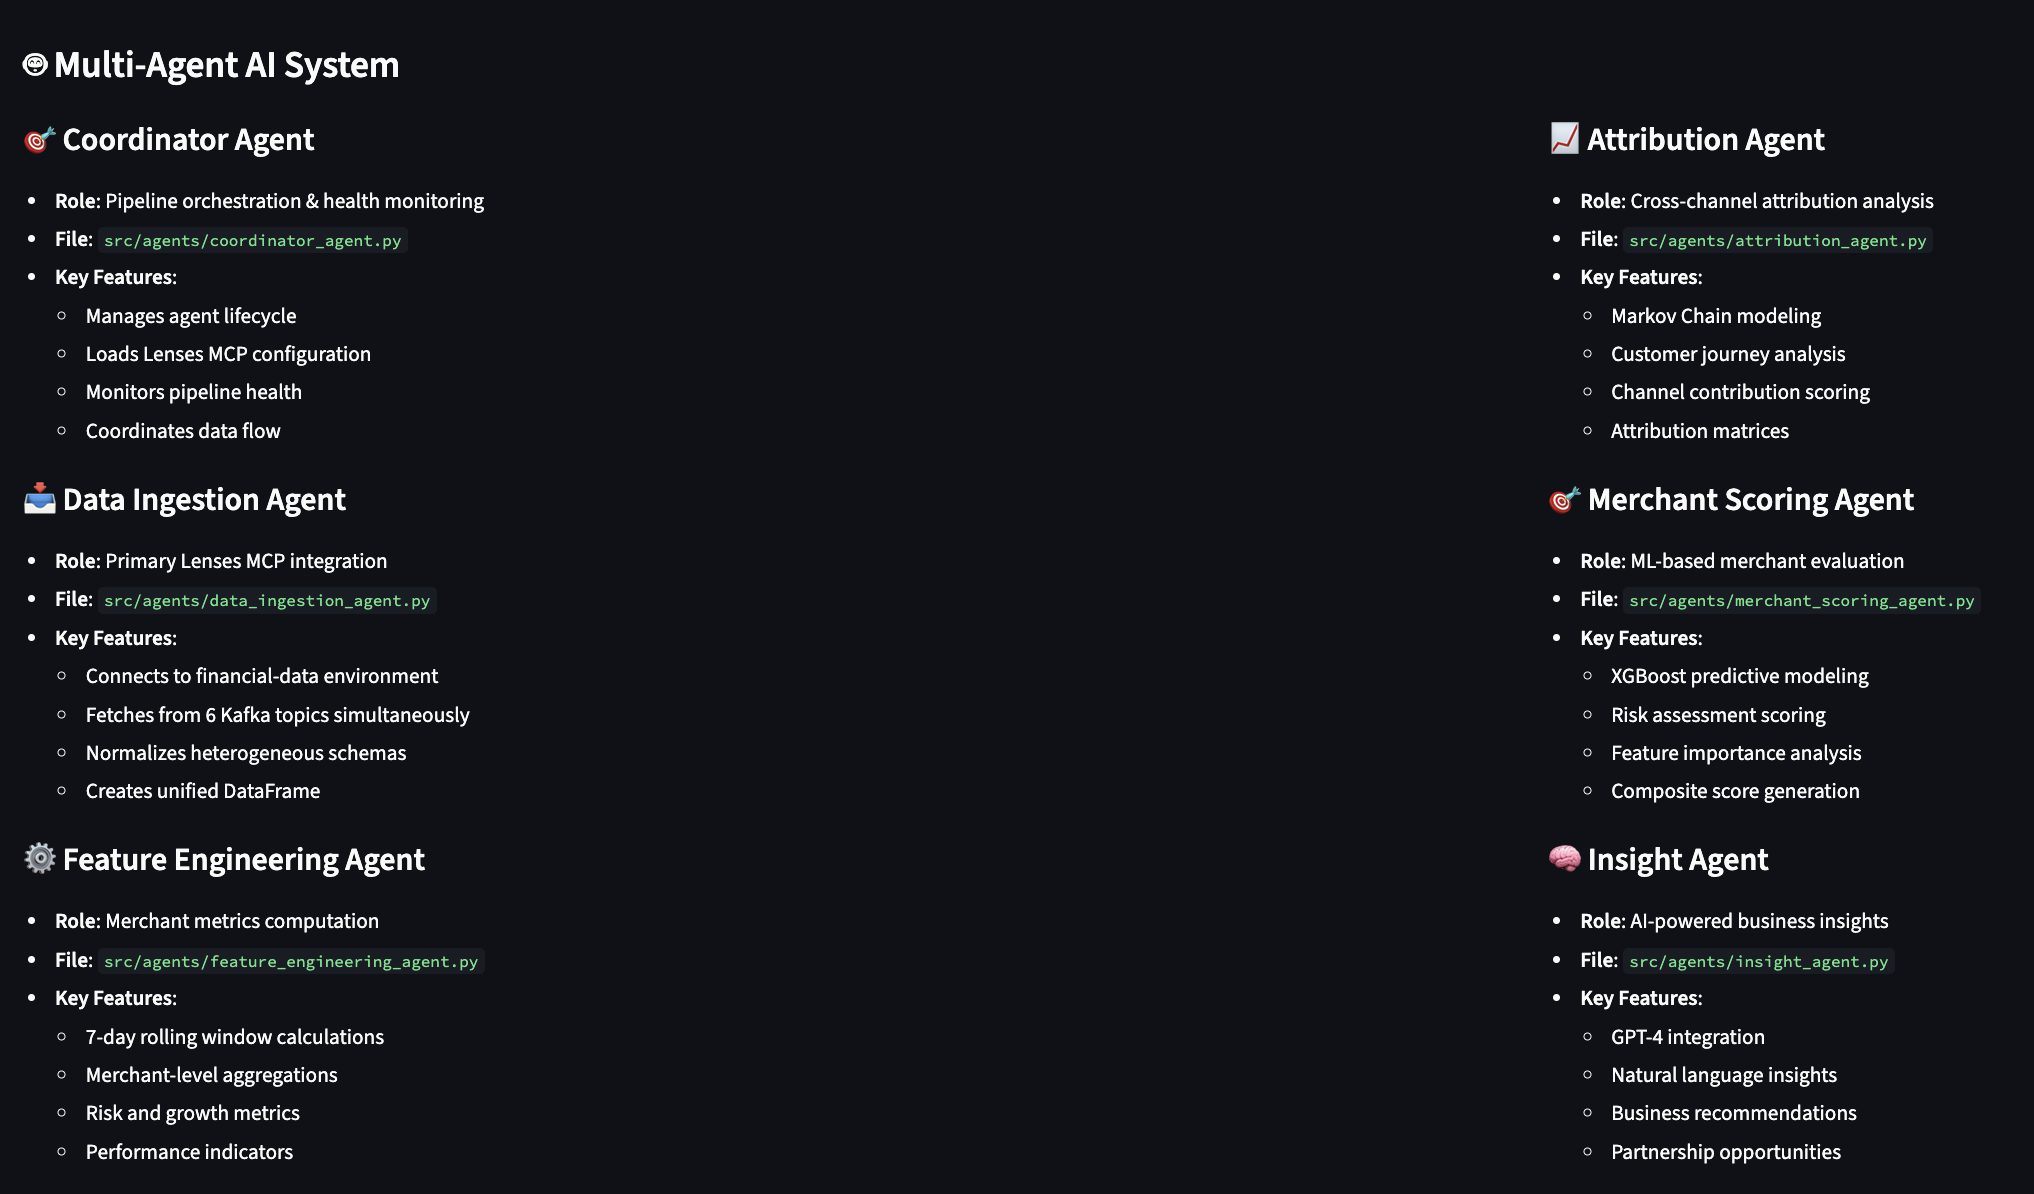 Multi-Agent AI System
Coordinator Agent
Role: Pipeline orchestration & health monitoring
File: src/agents/coordinator_agent.py
Key Features:
Manages agent lifecycle
Loads Lenses MCP configuration
Monitors pipeline health
Coordinates data flow
Data Ingestion Agent
Role: Primary Lenses MCP integration
File: src/agents/data_ingestion_agent.py
Key Features:
Connects to financial-data environment
Fetches from 6 Kafka topics simultaneously
Normalizes heterogeneous schemas
Creates unified DataFrame
Feature Engineering Agent
Role: Merchant metrics computation
File: src/agents/feature_engineering_agent.py
Key Features:
7-day rolling window calculations
Merchant-level aggregations
Risk and growth metrics
Performance indicators
Attribution Agent
Role: Cross-channel attribution analysis
File: src/agents/attribution_agent.py
Key Features:
Markov Chain modeling
Customer journey analysis
Channel contribution scoring
Attribution matrices
Merchant Scoring Agent
Role: ML-based merchant evaluation
File: src/agents/merchant_scoring_agent.py
Key Features:
XGBoost predictive modeling
Risk assessment scoring
Feature importance analysis
Composite score generation
Insight Agent
Role: AI-powered business insights
File: src/agents/insight_agent.py
Key Features:
GPT-4 integration
Natural language insights
Business recommendations
Partnership opportunities